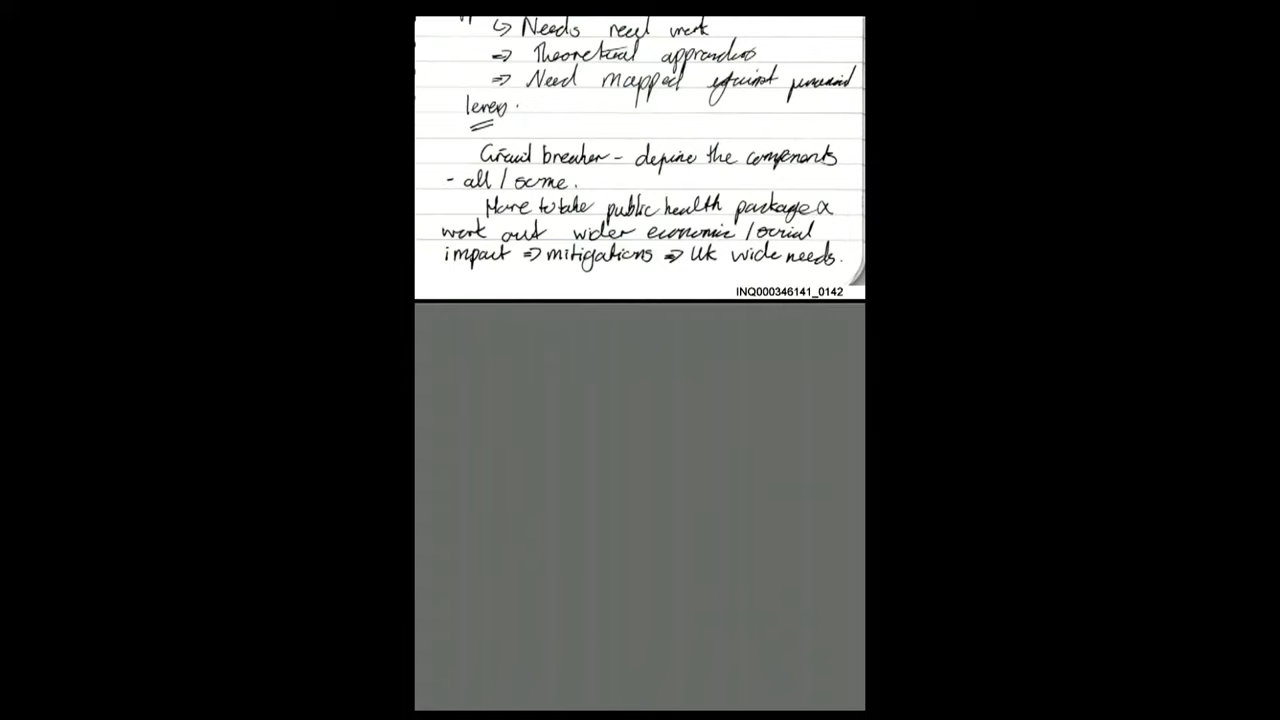 ↳ Needs real work
⇒ Theoretical approaches
⇒ Need mapped against
levers.
Circuit breaker - define the components
- all / some.
Have to take public health package &
work out wider economic / social
impact ⇒ mitigations ⇒ UK wide needs.
INQ000346141_0142